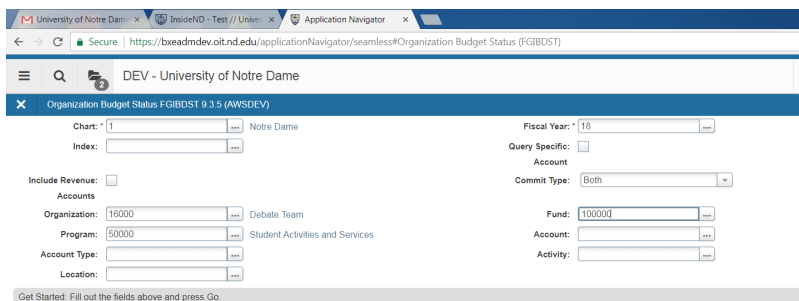 University of Notre Dam
InsideND - Test // Univer
Application Navigator
Secure | https://bxeadmdev.oit.nd.edu/applicationNavigator/seamless#Organization Budget Status (FGIBDST)
2 DEV - University of Notre Dame
X Organization Budget Status FGIBDST 9.3.5 (AWSDEV)
Chart: * 1 ... Notre Dame Fiscal Year: * 18 ...
Index: ... Query Specific:
Account
Include Revenue: Commit Type: Both
Accounts
Organization: 16000 ... Debate Team Fund: 100000 ...
Program: 50000 ... Student Activities and Services Account: ...
Account Type: ... Activity: ...
Location: ...
Get Started: Fill out the fields above and press Go.